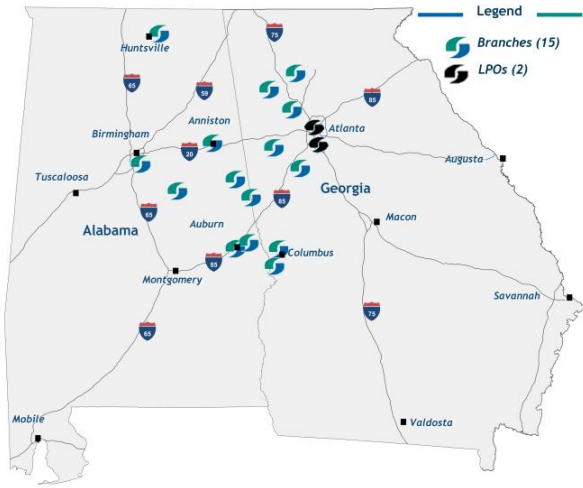 Legend
Branches (15)
LPOs (2)
Huntsville
75
65
59
85
Anniston
Atlanta
Birmingham
20
Augusta
Tuscaloosa
Georgia
85
65
Alabama
Auburn
Macon
Columbus
85
Montgomery
Savannah
75
65
Mobile
Valdosta